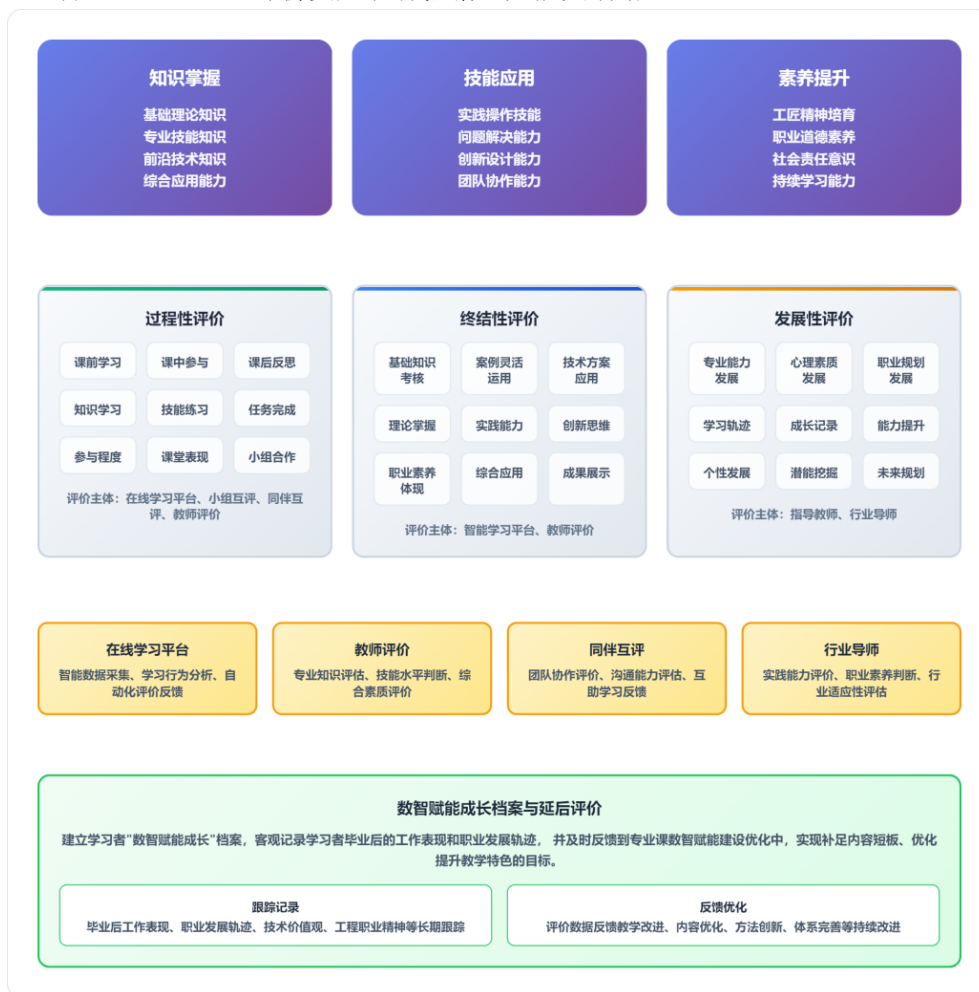 知识掌握
基础理论知识
专业技能知识
前沿技术知识
综合应用能力
技能应用
实践操作技能
问题解决能力
创新设计能力
团队协作能力
素养提升
工匠精神培育
职业道德素养
社会责任意识
持续学习能力
过程性评价
课前学习 课中参与 课后反思
知识学习 技能练习 任务完成
参与程度 课堂表现 小组合作
评价主体：在线学习平台、小组互评、同伴互
评、教师评价
终结性评价
基础知识
考核
案例灵活
运用
技术方案
应用
理论掌握 实践能力 创新思维
职业素养
体现
综合应用 成果展示
评价主体：智能学习平台、教师评价
发展性评价
专业能力
发展
心理素质
发展
职业规划
发展
学习轨迹 成长记录 能力提升
个性发展 潜能挖掘 未来规划
评价主体：指导教师、行业导师
在线学习平台
智能数据采集、学习行为分析、自
动化评价反馈
教师评价
专业知识评估、技能水平判断、综
合素质评价
同伴互评
团队协作评价、沟通能力评估、互
助学习反馈
行业导师
实践能力评价、职业素养判断、行
业适应性评估
数智赋能成长档案与延后评价
建立学习者"数智赋能成长"档案，客观记录学习者毕业后的工作表现和职业发展轨迹， 并及时反馈到专业课数智赋能建设优化中，实现补足内容短板、优化
提升教学特色的目标。
跟踪记录
毕业后工作表现、职业发展轨迹、技术价值观、工程职业精神等长期跟踪
反馈优化
评价数据反馈教学改进、内容优化、方法创新、体系完善等持续改进